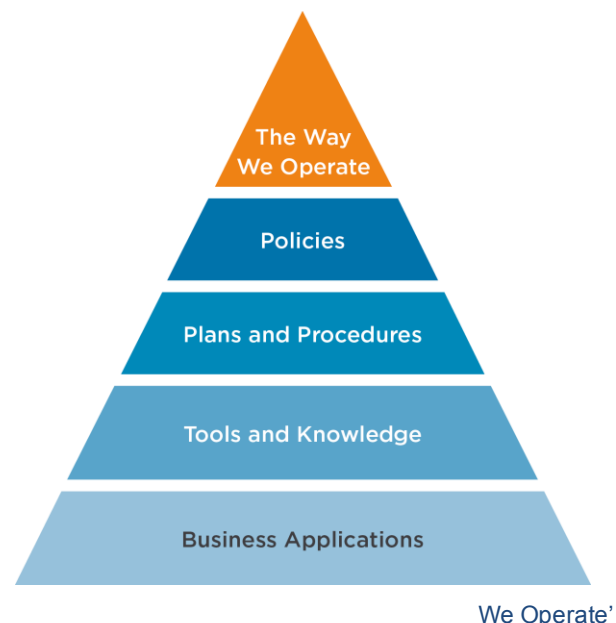 The Way
We Operate
Policies
Plans and Procedures
Tools and Knowledge
Business Applications
We Operate’